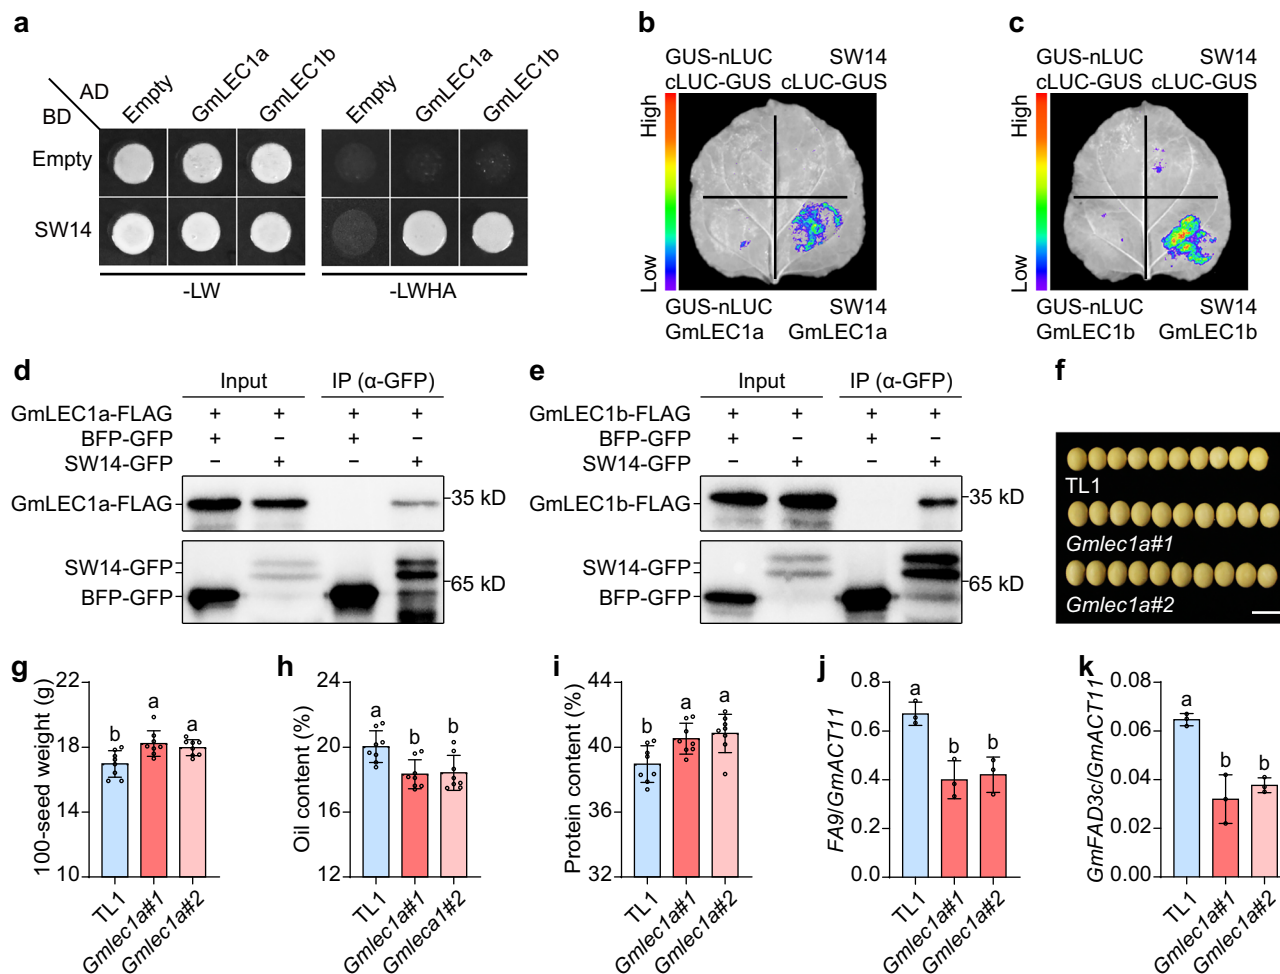 a
AD
BD
Empty
GmLEC1a
GmLEC1b
Empty
GmLEC1a
GmLEC1b
Empty
SW14
-LW
-LWHA
b
GUS-nLUC SW14
cLUC-GUS cLUC-GUS
High
Low
GUS-nLUC SW14
GmLEC1a GmLEC1a
c
GUS-nLUC SW14
cLUC-GUS cLUC-GUS
High
Low
GUS-nLUC SW14
GmLEC1b GmLEC1b
d
Input IP (α-GFP)
GmLEC1a-FLAG + + + +
BFP-GFP + − + −
SW14-GFP − + − +
GmLEC1a-FLAG
35 kD
SW14-GFP
65 kD
BFP-GFP
e
Input IP (α-GFP)
GmLEC1b-FLAG + + + +
BFP-GFP + − + −
SW14-GFP − + − +
GmLEC1b-FLAG
35 kD
SW14-GFP
65 kD
BFP-GFP
f
TL1
Gmlec1a#1
Gmlec1a#2
g
100-seed weight (g)
22
18
14
10
b a a
TL1
Gmlec1a#1
Gmlec1a#2
h
Oil content (%)
24
20
16
12
a b b
TL1
Gmlec1a#1
Gmleca1#2
i
Protein content (%)
44
40
36
32
b a a
TL1
Gmlec1a#1
Gmlec1a#2
j
FA9/GmACT11
0.8
0.6
0.4
0.2
0.0
a b b
TL1
Gmlec1a#1
Gmlec1a#2
k
GmFAD3c/GmACT11
0.08
0.06
0.04
0.02
0.00
a b b
TL1
Gmlec1a#1
Gmlec1a#2